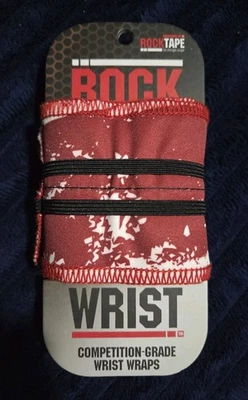 ROCKTAPE
ROCK
WRIST
COMPETITION-GRADE
WRIST WRAPS